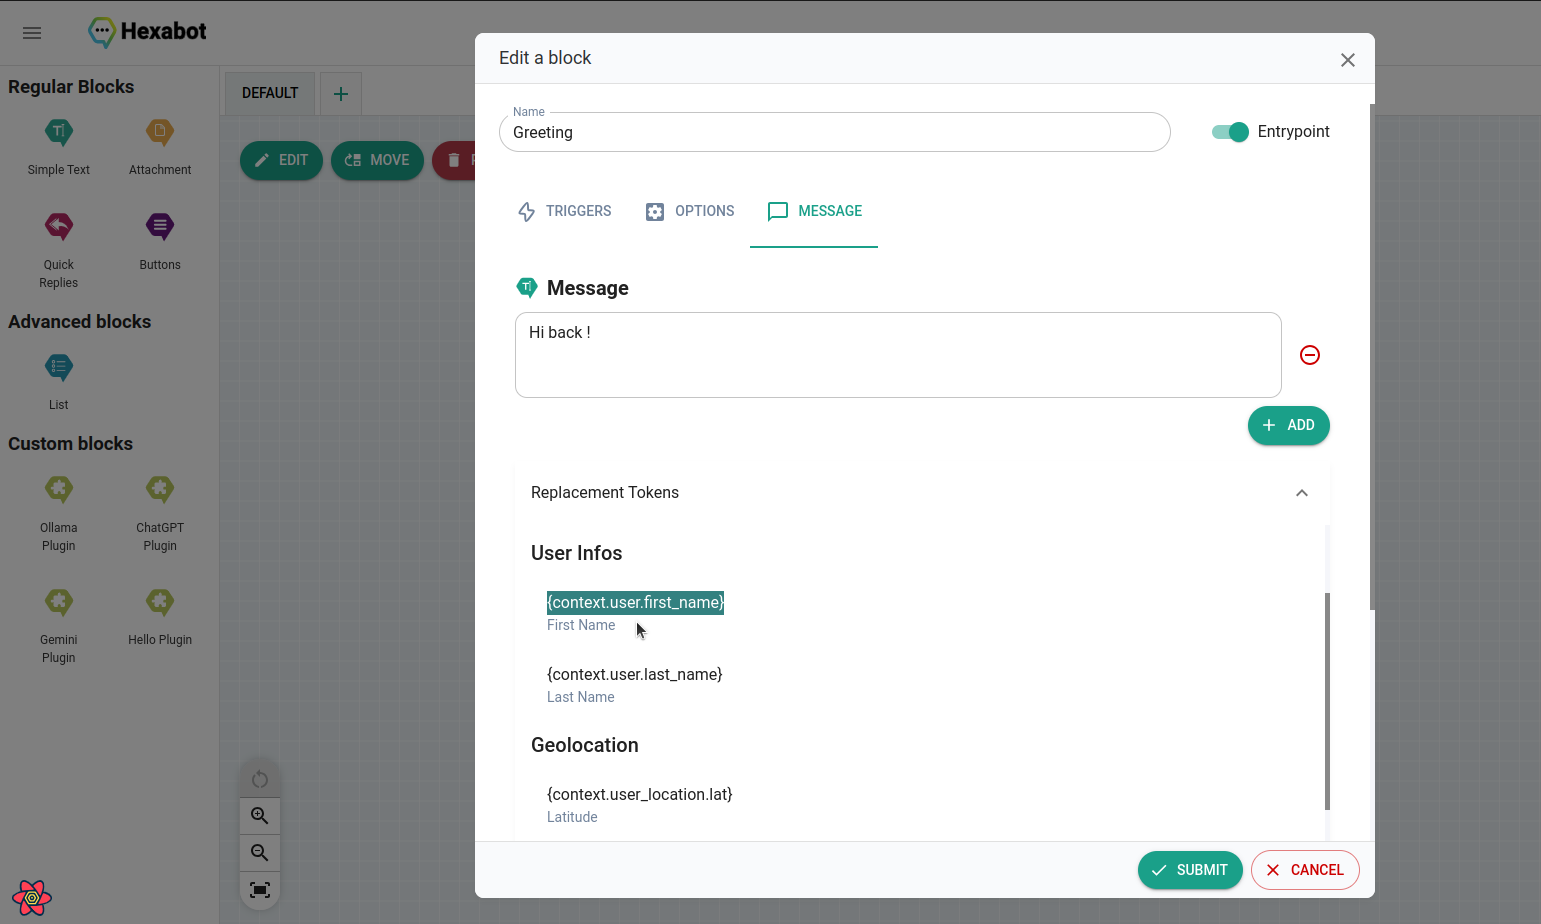 Hexabot
Regular Blocks
Simple Text
Attachment
Quick
Replies
Buttons
Advanced blocks
List
Custom blocks
Ollama
Plugin
ChatGPT
Plugin
Gemini
Plugin
Hello Plugin
DEFAULT
EDIT
MOVE
Edit a block
Name
Greeting
Entrypoint
TRIGGERS
OPTIONS
MESSAGE
Message
Hi back !
ADD
Replacement Tokens
User Infos
{context.user.first_name}
First Name
{context.user.last_name}
Last Name
Geolocation
{context.user_location.lat}
Latitude
SUBMIT
CANCEL